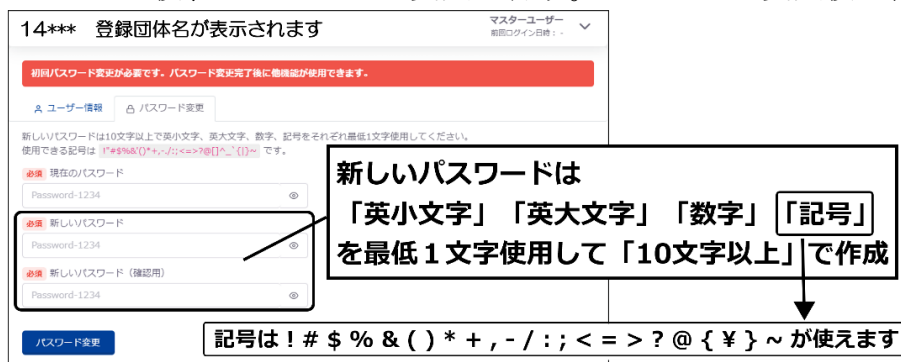 14*** 登録団体名が表示されます
マスターユーザー
前回ログイン日時：-
初回パスワード変更が必要です。パスワード変更完了後に他機能が使用できます。
ユーザー情報
パスワード変更
新しいパスワードは10文字以上で英小文字、英大文字、数字、記号をそれぞれ最低1文字使用してください。
使用できる記号は !"#$%&'()*+,-./:;<=>?@[]^_`{|}~ です。
必須 現在のパスワード
Password-1234
必須 新しいパスワード
Password-1234
必須 新しいパスワード（確認用）
Password-1234
パスワード変更
新しいパスワードは
「英小文字」「英大文字」「数字」「記号」
を最低１文字使用して「10文字以上」で作成
記号は ! # $ % & ( ) * + , - / : ; < = > ? @ { ¥ } ~ が使えます